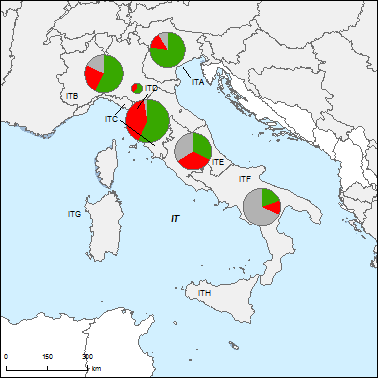 ITA
ITD
ITB
ITC
ITE
ITF
ITG
IT
ITH
0 150 300
km